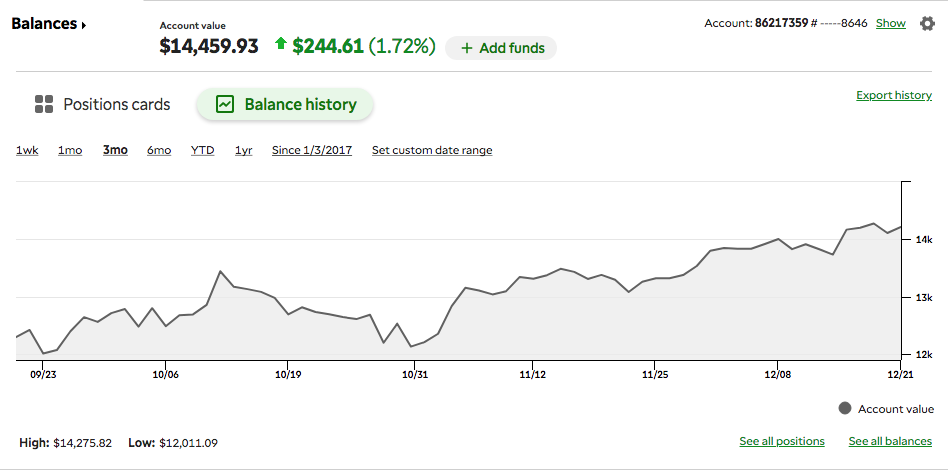 Balances
Account value
$14,459.93 $244.61 (1.72%) + Add funds
Account: 86217359 # -----8646 Show
Positions cards Balance history Export history
1wk 1mo 3mo 6mo YTD 1yr Since 1/3/2017 Set custom date range
14k
13k
12k
09/23 10/06 10/19 10/31 11/12 11/25 12/08 12/21
Account value
High: $14,275.82 Low: $12,011.09 See all positions See all balances